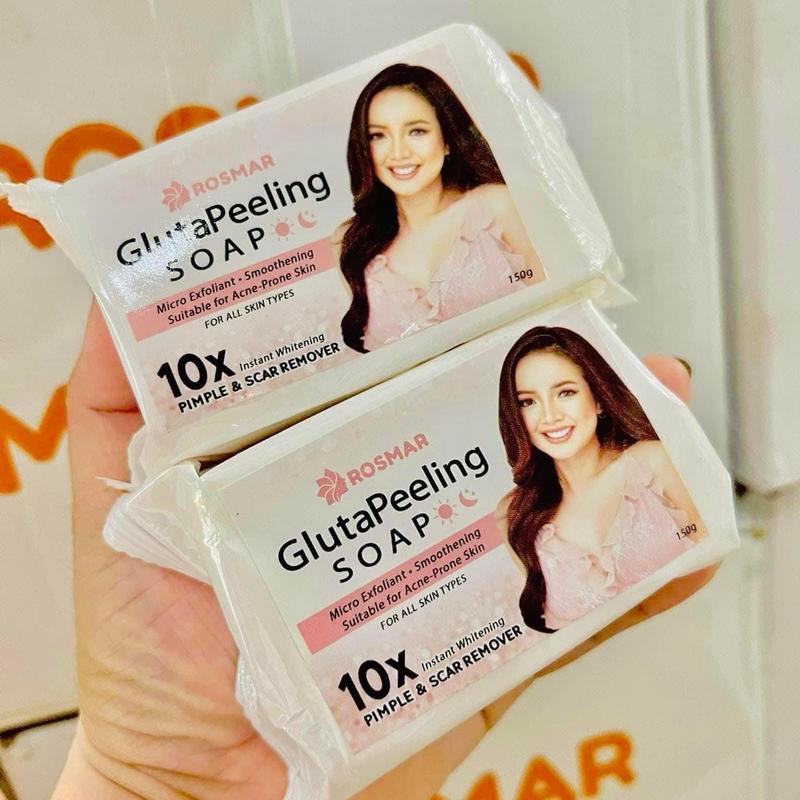 ROSMAR
GlutaPeeling
SOAP
Micro Exfoliant • Smoothening
Suitable for Acne-Prone Skin
FOR ALL SKIN TYPES
10x Instant Whitening
PIMPLE & SCAR REMOVER
150g
ROSMAR
GlutaPeeling
SOAP
Micro Exfoliant • Smoothening
Suitable for Acne-Prone Skin
FOR ALL SKIN TYPES
10x Instant Whitening
PIMPLE & SCAR REMOVER
150g
MAR